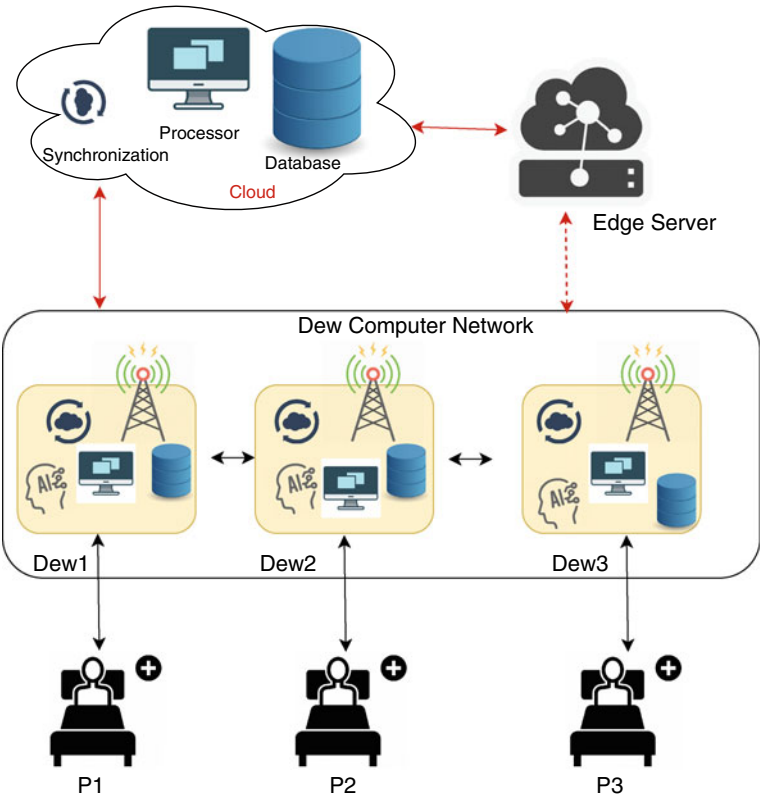 Processor
Synchronization
Database
Cloud
Edge Server
Dew Computer Network
AI
AI
AI
Dew1
Dew2
Dew3
P1
P2
P3